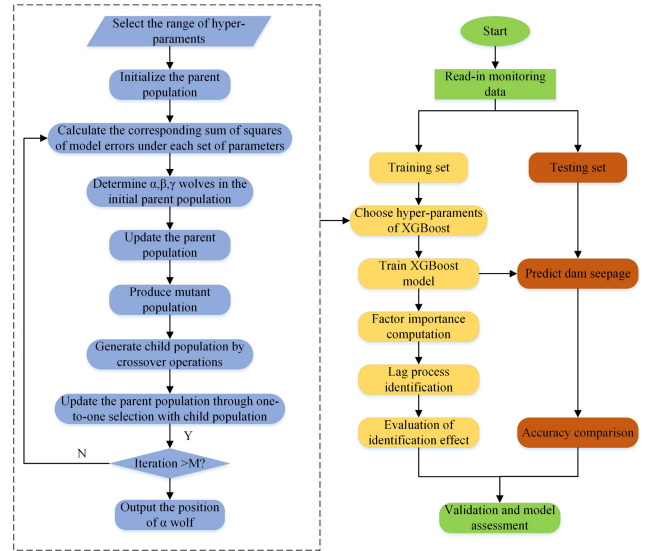 Select the range of hyper-
paraments
Initialize the parent
population
Calculate the corresponding sum of squares
of model errors under each set of parameters
Determine α,β,γ wolves in the
initial parent population
Update the parent
population
Produce mutant
population
Generate child population by
crossover operations
Update the parent population through one-
to-one selection with child population
Y
N
Iteration >M?
Output the position
of α wolf
Start
Read-in monitoring
data
Training set
Testing set
Choose hyper-paraments
of XGBoost
Train XGBoost
model
Predict dam seepage
Factor importance
computation
Lag process
identification
Evaluation of
identification effect
Accuracy comparison
Validation and model
assessment